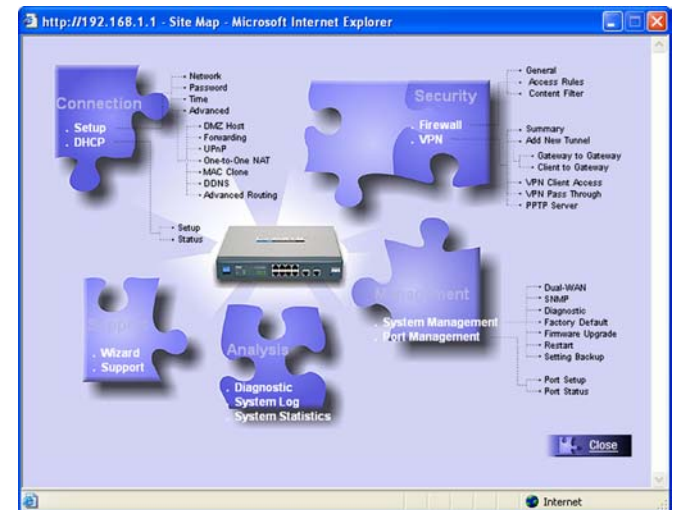 http://192.168.1.1 - Site Map - Microsoft Internet Explorer
Connection
. Setup
. DHCP
Network
Password
Time
Advanced
DMZ Host
Forwarding
UPnP
One-to-One NAT
MAC Clone
DDNS
Advanced Routing
Setup
Status
Security
. Firewall
. VPN
General
Access Rules
Content Filter
Summary
Add New Tunnel
Gateway to Gateway
Client to Gateway
VPN Client Access
VPN Pass Through
PPTP Server
Management
. System Management
. Port Management
Dual-WAN
SNMP
Diagnostic
Factory Default
Firmware Upgrade
Restart
Setting Backup
Port Setup
Port Status
Support
. Wizard
. Support
Analysis
. Diagnostic
. System Log
. System Statistics
Close
Internet